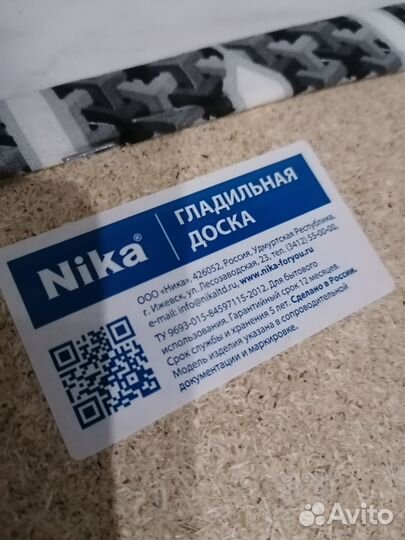 Nika®
ГЛАДИЛЬНАЯ
ДОСКА
ООО «Ника», 426052, Россия, Удмуртская Республика,
г. Ижевск, ул. Лесозаводская, 23, тел. (3412) 55-00-00,
e-mail: info@nikaltd.ru, www.nika-foryou.ru
ТУ 9693-015-84597115-2012. Для бытового
использования. Гарантийный срок 12 месяцев.
Срок службы и хранения 5 лет. Сделано в России.
Модель изделия указана в сопроводительной
документации и маркировке.
Avito